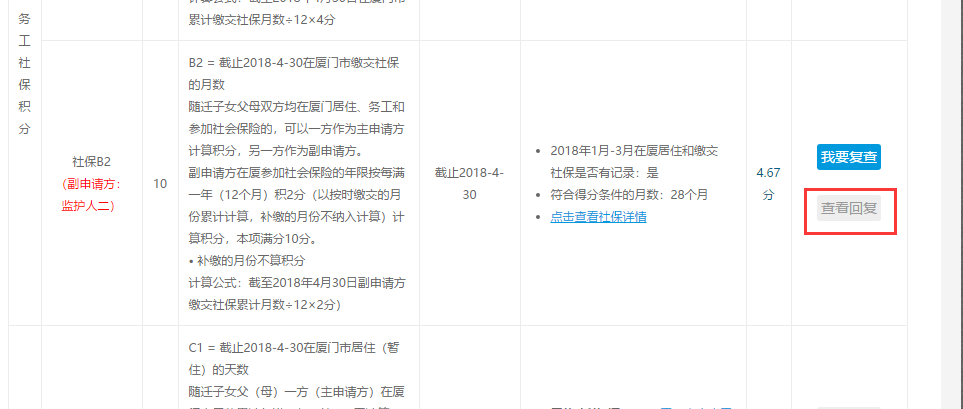 务
工
社
保
积
分
累计缴交社保月数÷12×4分
社保B2
（副申请方：
监护人二）
10
B2 = 截止2018-4-30在厦门市缴交社保
的月数
随迁子女父母双方均在厦门居住、务工和
参加社会保险的，可以一方作为主申请方
计算积分，另一方作为副申请方。
副申请方在厦参加社会保险的年限按每满
一年（12个月）积2分（以按时缴交的月
份累计计算，补缴的月份不纳入计算）计
算积分，本项满分10分。
• 补缴的月份不算积分
计算公式：截至2018年4月30日副申请方
缴交社保累计月数÷12×2分）
截止2018-4-
30
• 2018年1月-3月在厦居住和缴交
社保是否有记录：是
• 符合得分条件的月数：28个月
• 点击查看社保详情
4.67
分
我要复查
查看回复
C1 = 截止2018-4-30在厦门市居住（暂
住）的天数
随迁子女父（母）一方（主申请方）在厦